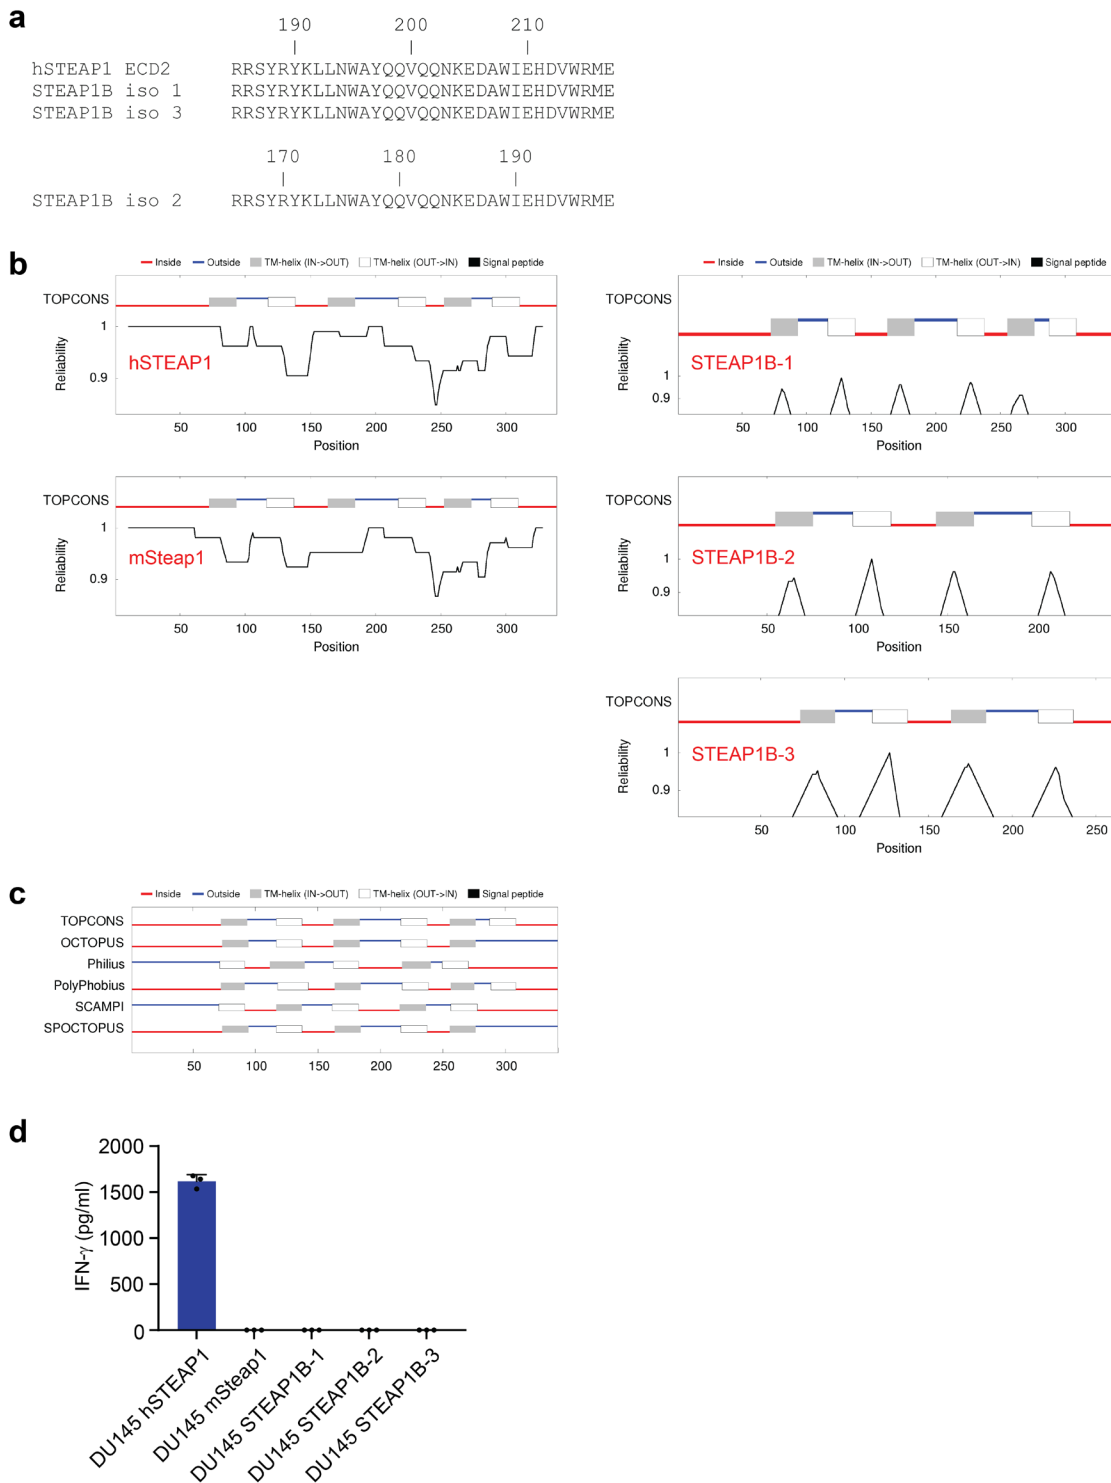 a
190 200 210
hSTEAP1 ECD2 RRSYRYKLLNWAYQQVQQNKEDAWIEHDVWRME
STEAP1B iso 1 RRSYRYKLLNWAYQQVQQNKEDAWIEHDVWRME
STEAP1B iso 3 RRSYRYKLLNWAYQQVQQNKEDAWIEHDVWRME
170 180 190
STEAP1B iso 2 RRSYRYKLLNWAYQQVQQNKEDAWIEHDVWRME
b
Inside Outside TM-helix (IN->OUT) TM-helix (OUT->IN) Signal peptide
TOPCONS
1
0.9
Reliability
hSTEAP1
50 100 150 200 250 300
Position
TOPCONS
1
0.9
Reliability
mSteap1
50 100 150 200 250 300
Position
Inside Outside TM-helix (IN->OUT) TM-helix (OUT->IN) Signal peptide
TOPCONS
STEAP1B-1
1
0.9
Reliability
50 100 150 200 250 300
Position
TOPCONS
STEAP1B-2
1
0.9
Reliability
50 100 150 200
Position
TOPCONS
STEAP1B-3
1
0.9
Reliability
50 100 150 200 250
Position
c
Inside Outside TM-helix (IN->OUT) TM-helix (OUT->IN) Signal peptide
TOPCONS
OCTOPUS
Philius
PolyPhobius
SCAMPI
SPOCTOPUS
50 100 150 200 250 300
d
2000
1500
1000
500
0
IFN-γ (pg/ml)
DU145 hSTEAP1
DU145 mSteap1
DU145 STEAP1B-1
DU145 STEAP1B-2
DU145 STEAP1B-3